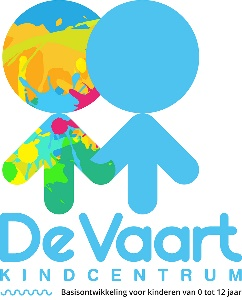 De Vaart
KINDCENTRUM
Basisontwikkeling voor kinderen van 0 tot 12 jaar